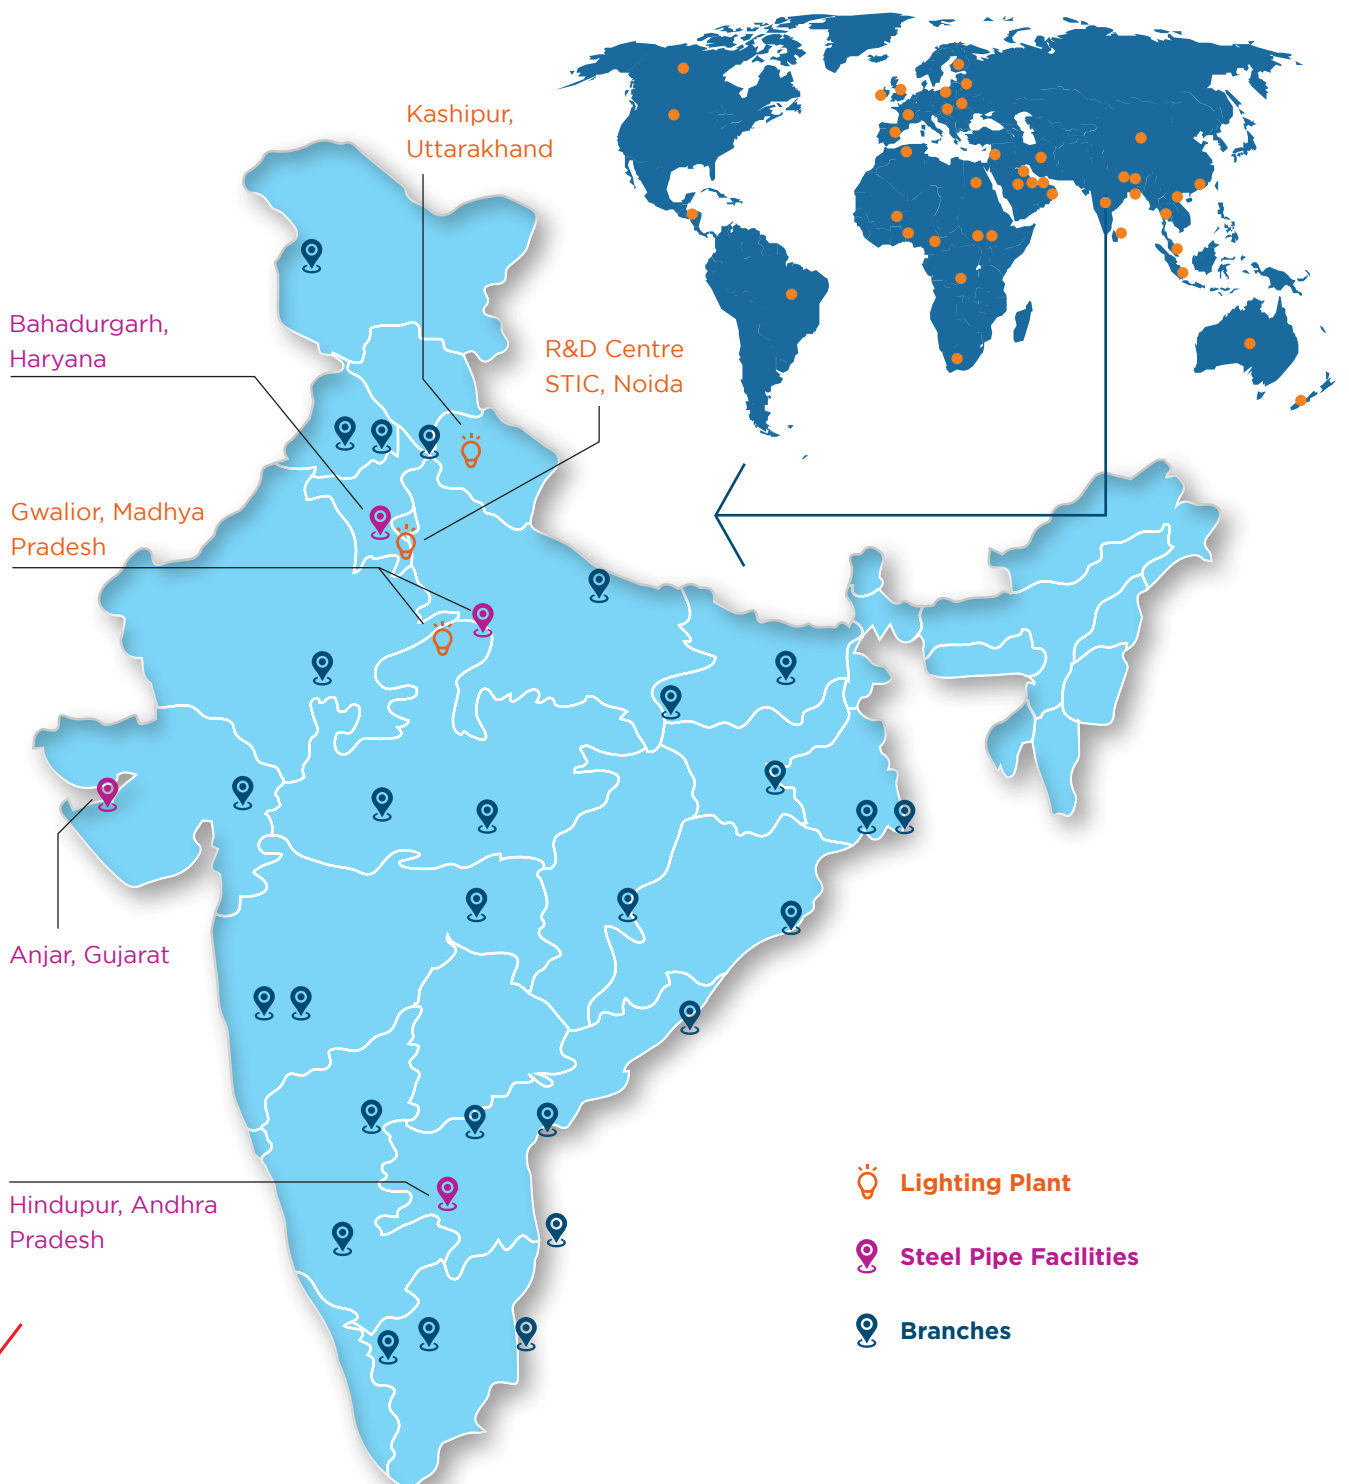 Kashipur,
Uttarakhand
Bahadurgarh,
Haryana
R&D Centre
STIC, Noida
Gwalior, Madhya
Pradesh
Anjar, Gujarat
Hindupur, Andhra
Pradesh
Lighting Plant
Steel Pipe Facilities
Branches